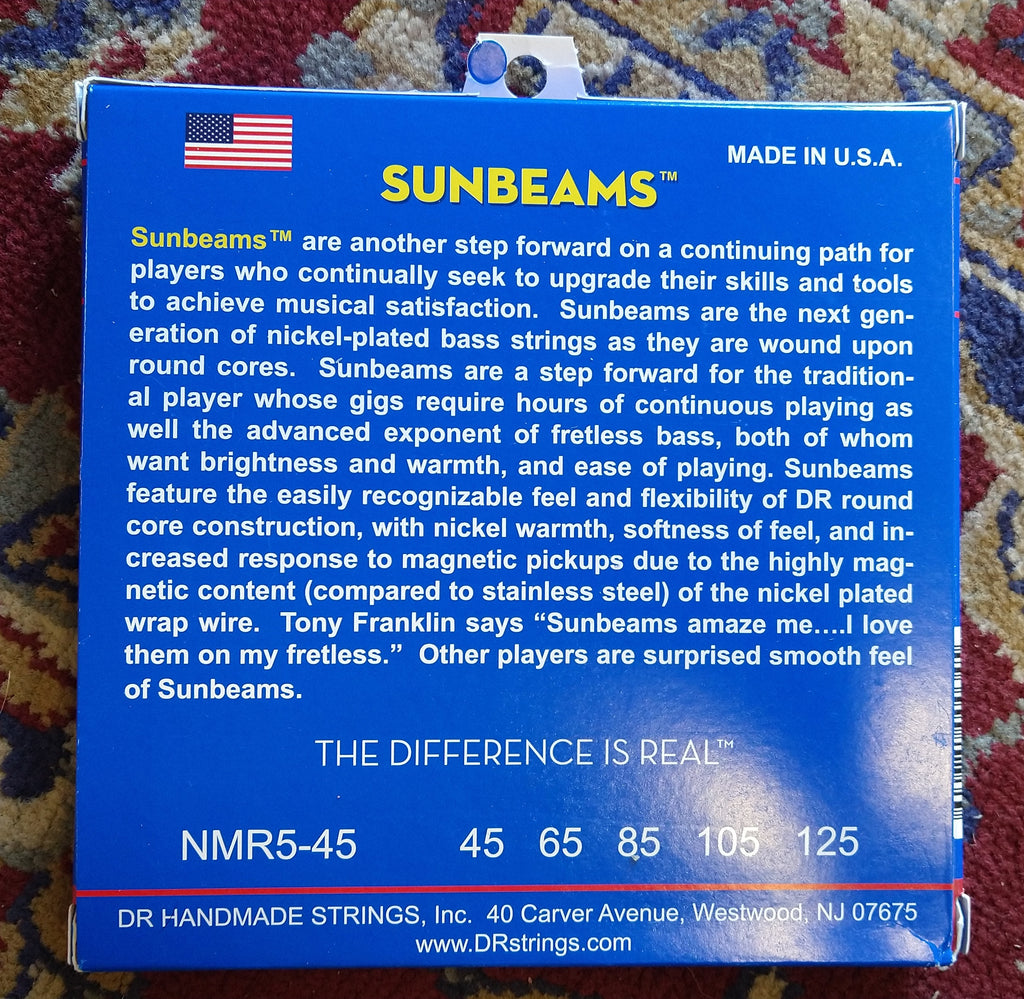 MADE IN U.S.A.
SUNBEAMS™
Sunbeams™ are another step forward on a continuing path for
players who continually seek to upgrade their skills and tools
to achieve musical satisfaction. Sunbeams are the next gen-
eration of nickel-plated bass strings as they are wound upon
round cores. Sunbeams are a step forward for the tradition-
al player whose gigs require hours of continuous playing as
well the advanced exponent of fretless bass, both of whom
want brightness and warmth, and ease of playing. Sunbeams
feature the easily recognizable feel and flexibility of DR round
core construction, with nickel warmth, softness of feel, and in-
creased response to magnetic pickups due to the highly mag-
netic content (compared to stainless steel) of the nickel plated
wrap wire. Tony Franklin says “Sunbeams amaze me....I love
them on my fretless.” Other players are surprised smooth feel
of Sunbeams.
THE DIFFERENCE IS REAL™
NMR5-45 45 65 85 105 125
DR HANDMADE STRINGS, Inc. 40 Carver Avenue, Westwood, NJ 07675
www.DRstrings.com